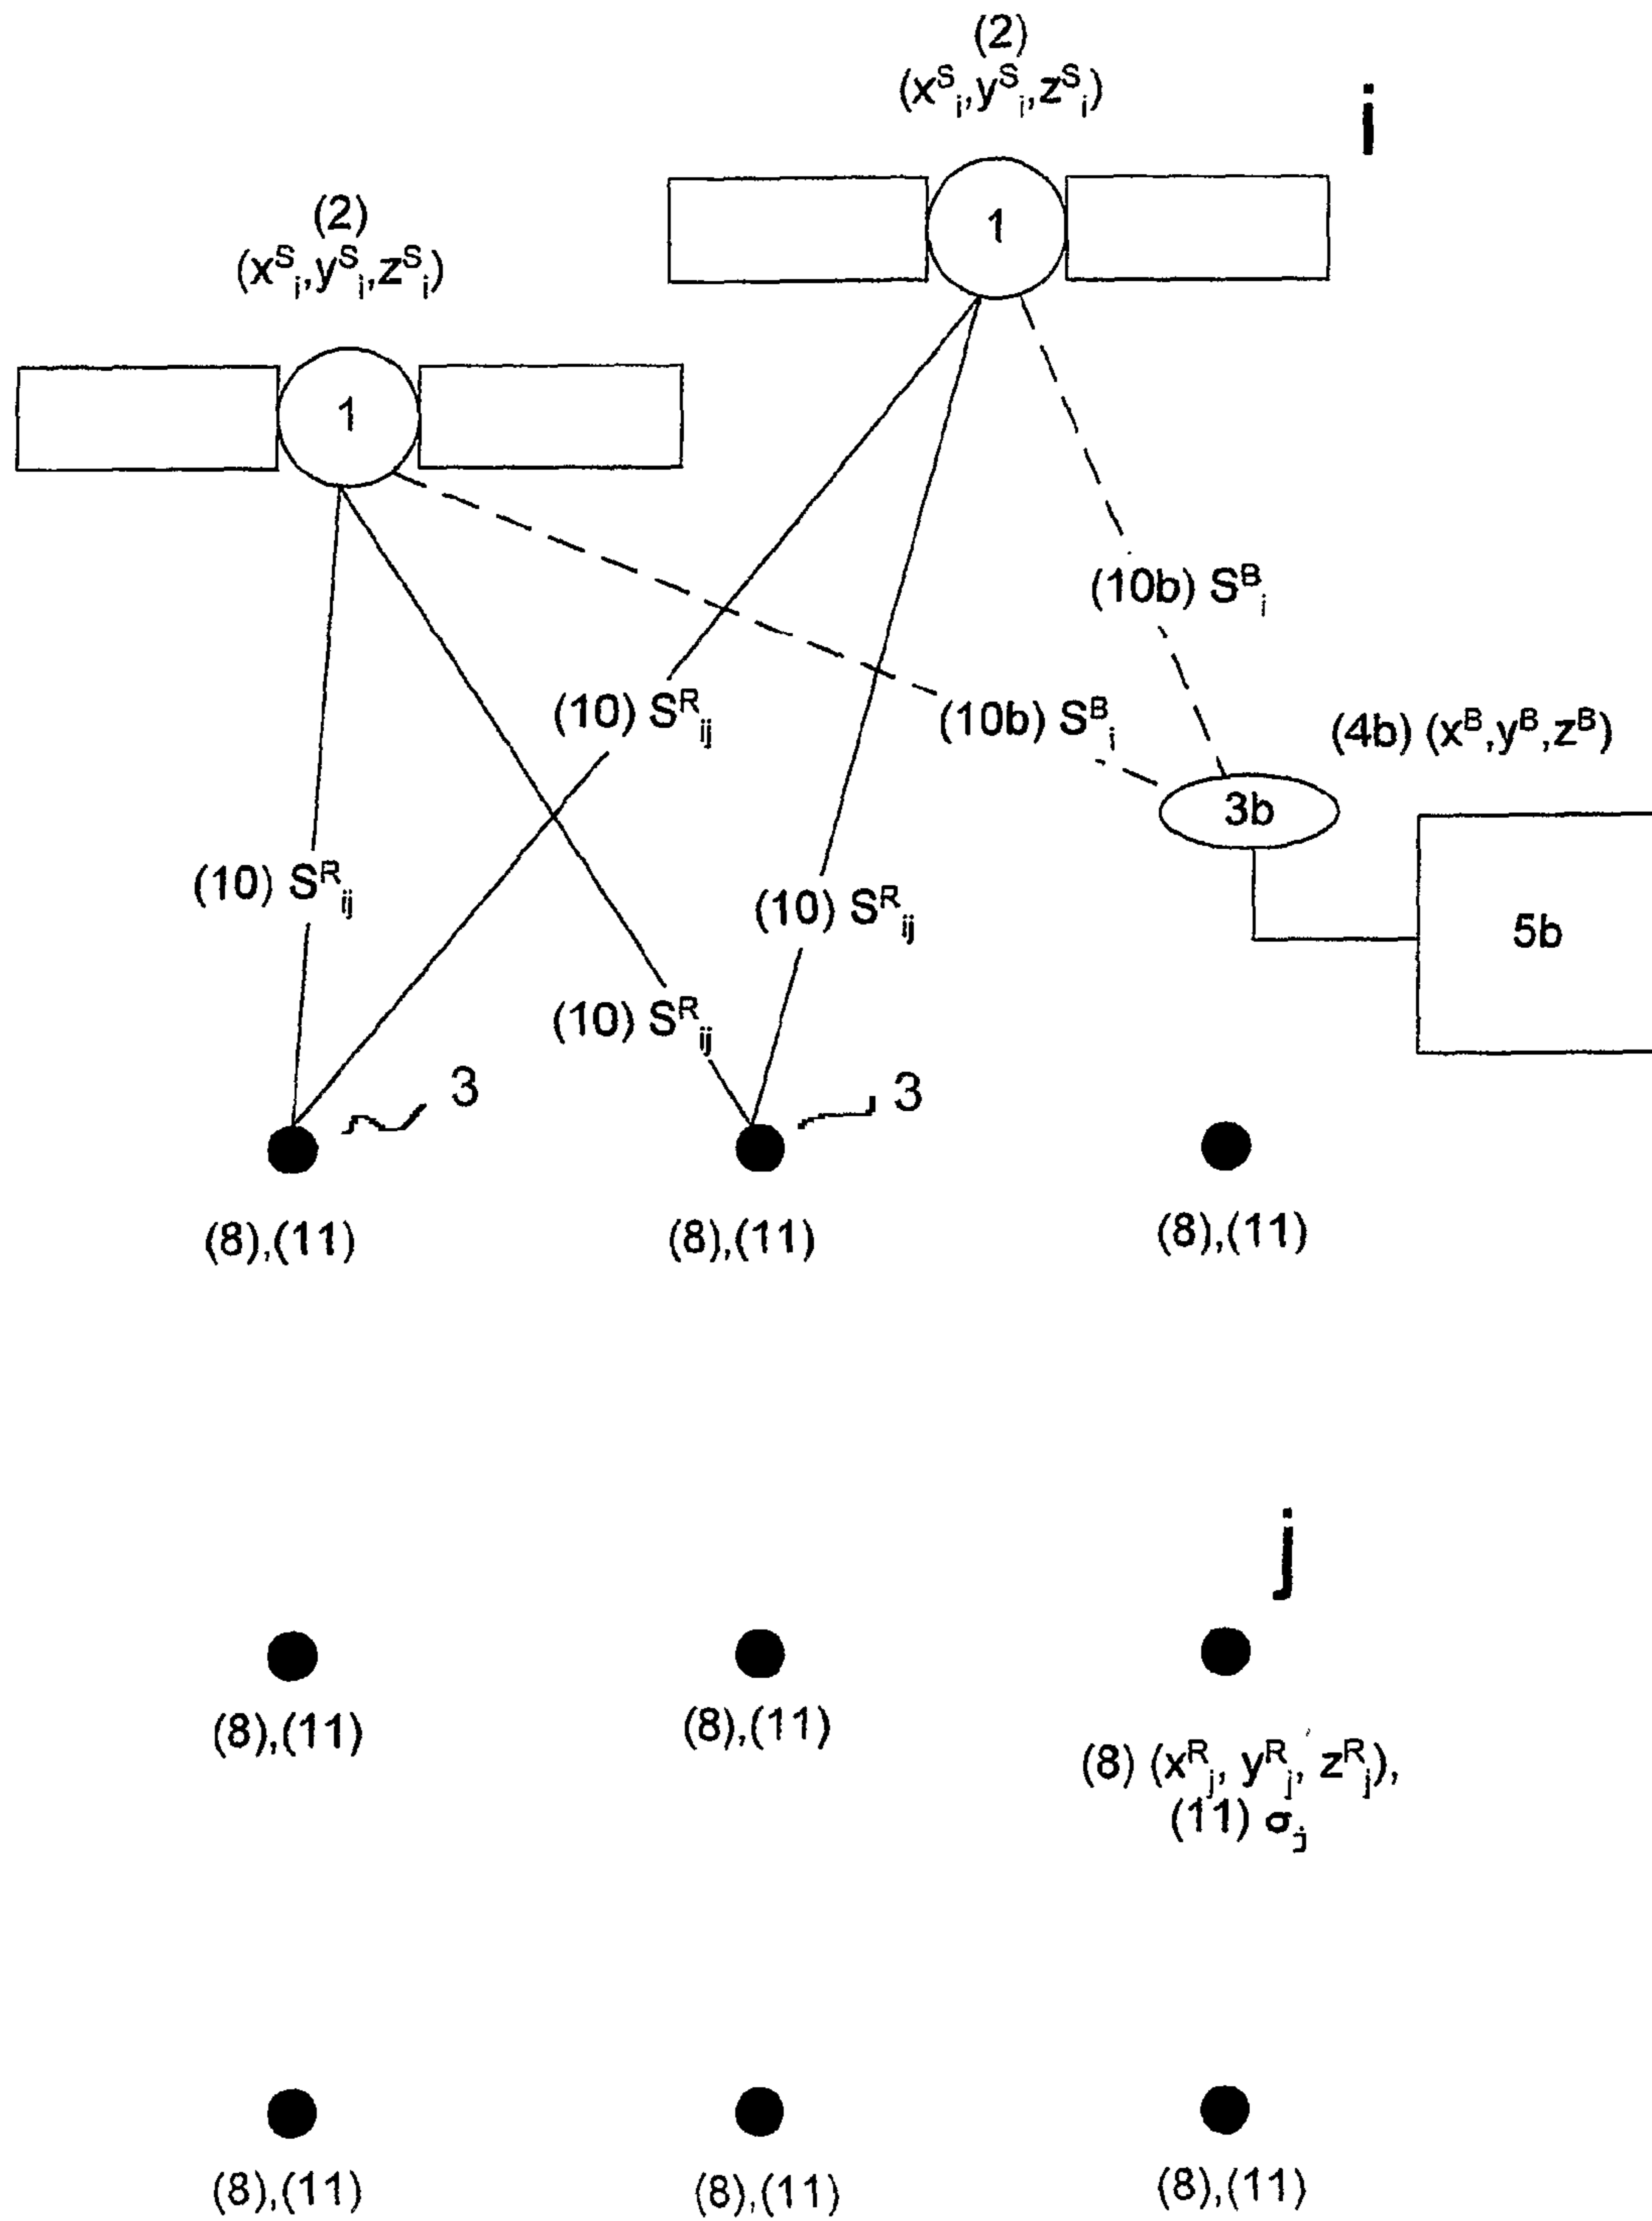 (2)
(x^S_i,y^S_i,z^S_i)
i
1
(2)
(x^S_i,y^S_i,z^S_i)
1
(10b) S^B_i
(10) S^R_ij
(10b) S^B_i
(4b) (x^B,y^B,z^B)
3b
(10) S^R_ij
(10) S^R_ij
5b
(10) S^R_ij
3
3
(8),(11)
(8),(11)
(8),(11)
j
(8),(11)
(8),(11)
(8) (x^R_j, y^R_j, z^R_j),
(11) σ_j
(8),(11)
(8),(11)
(8),(11)